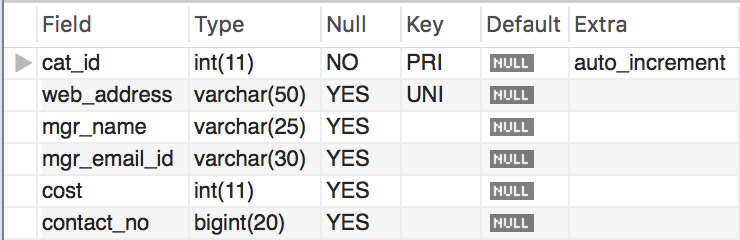 Field Type Null Key Default Extra
cat_id int(11) NO PRI NULL auto_increment
web_address varchar(50) YES UNI NULL
mgr_name varchar(25) YES NULL
mgr_email_id varchar(30) YES NULL
cost int(11) YES NULL
contact_no bigint(20) YES NULL